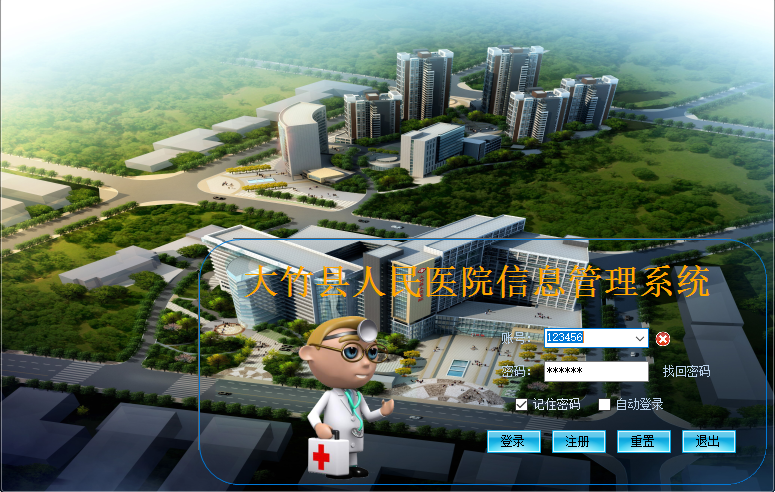 大竹县人民医院信息管理系统
账号: 123456
密码: ****** 找回密码
记住密码 自动登录
登录 注册 重置 退出